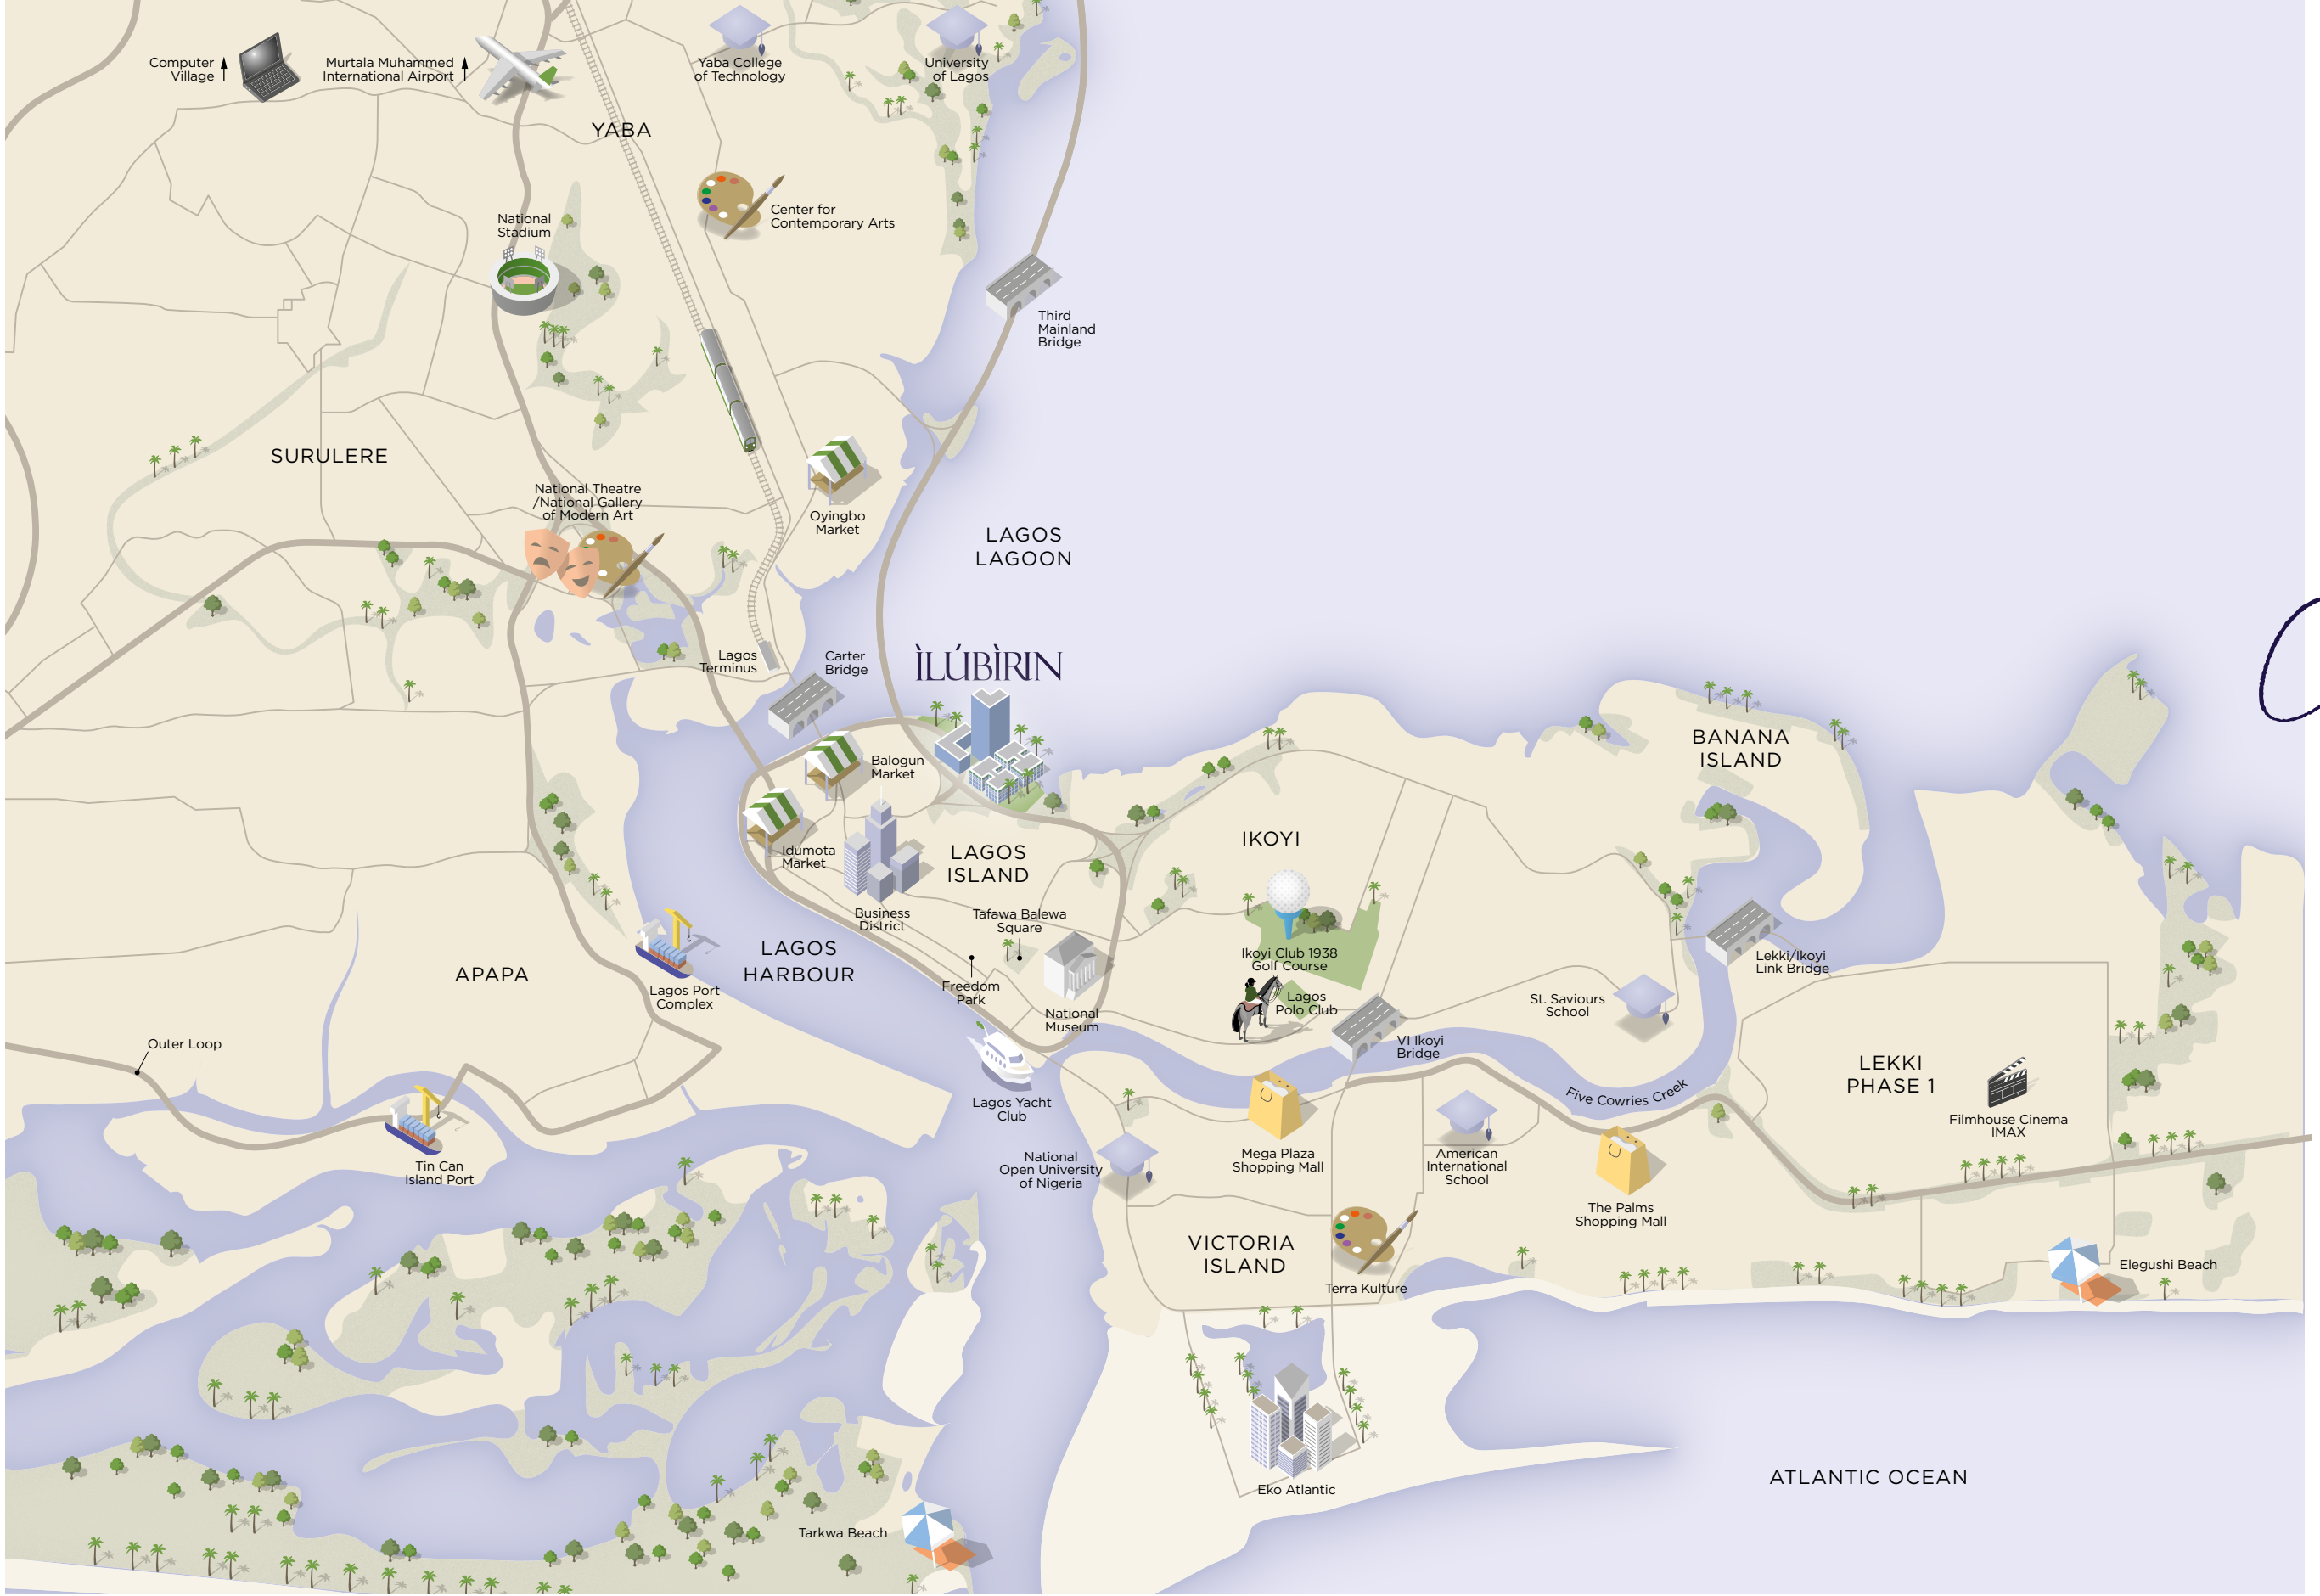 Computer
Village
Murtala Muhammed
International Airport
Yaba College
of Technology
University
of Lagos
YABA
Center for
Contemporary Arts
National
Stadium
Third
Mainland
Bridge
SURULERE
National Theatre
/National Gallery
of Modern Art
Oyingbo
Market
LAGOS
LAGOON
Lagos
Terminus
Carter
Bridge
ÌLÚBÌRIN
BANANA
ISLAND
Balogun
Market
Idumota
Market
LAGOS
ISLAND
IKOYI
Business
District
Tafawa Balewa
Square
LAGOS
HARBOUR
APAPA
Lagos Port
Complex
Freedom
Park
National
Museum
Ikoyi Club 1938
Golf Course
Lagos
Polo Club
VI Ikoyi
Bridge
St. Saviours
School
Lekki/Ikoyi
Link Bridge
Outer Loop
LEKKI
PHASE 1
Five Cowries Creek
Filmhouse Cinema
IMAX
Lagos Yacht
Club
Tin Can
Island Port
National
Open University
of Nigeria
Mega Plaza
Shopping Mall
American
International
School
The Palms
Shopping Mall
VICTORIA
ISLAND
Terra Kulture
Elegushi Beach
Eko Atlantic
ATLANTIC OCEAN
Tarkwa Beach